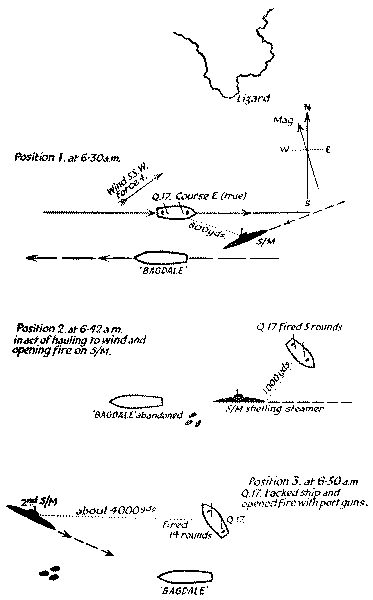 Lizard
N
Mag.
W
E
S
Position 1. at 6·30 a.m.
Wind S.S.W.
Force 4.
Q.17. Course E (true)
800 yds.
S/M
'BAGDALE'
Position 2. at 6·42 a.m.
in act of hauling to wind and
opening fire on S/M.
Q.17 fired 5 rounds
1000 yds.
'BAGDALE' abandoned
S/M shelling steamer
Position 3. at 6·50 a.m
Q.17. tacked ship and
opened fire with port guns.
2nd S/M
about 4000 yds
Fired
14 rounds
Q.17.
'BAGDALE'